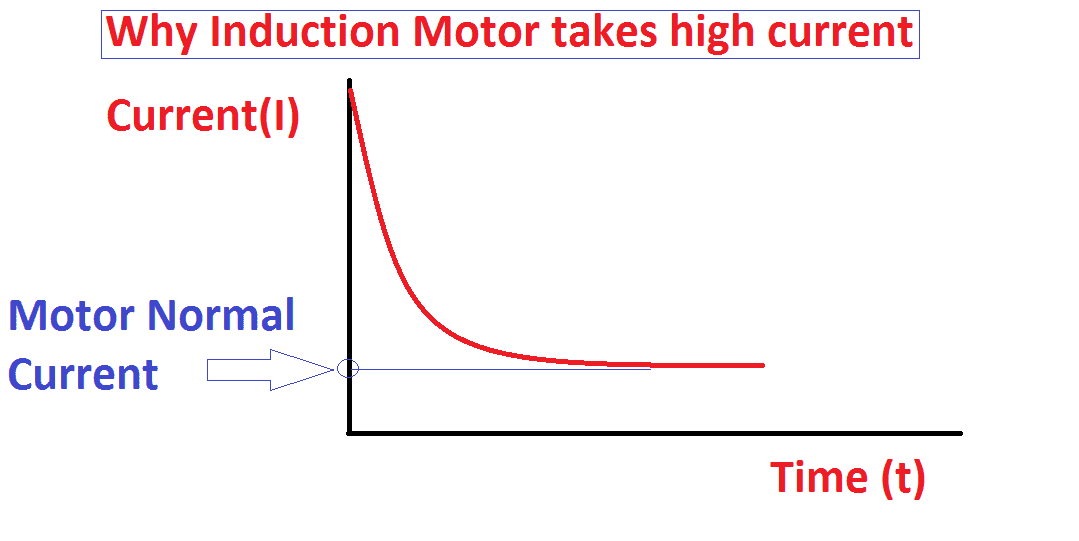 Why Induction Motor takes high current
Current(I)
Motor Normal
Current
Time (t)